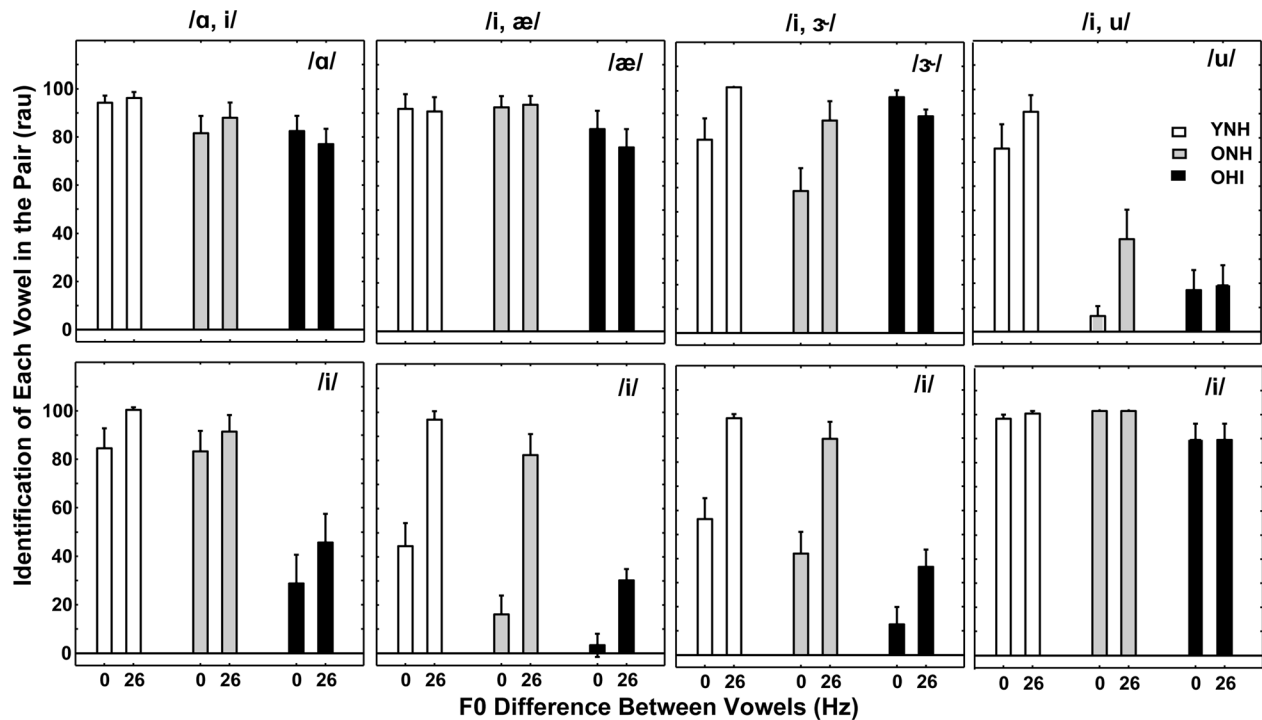 /ɑ, i/ /i, æ/ /i, ɝ/ /i, u/
/ɑ/ /æ/ /ɝ/ /u/
YNH
ONH
OHI
100
80
60
40
20
0
/i/ /i/ /i/ /i/
100
80
60
40
20
0
0 26 0 26 0 26 0 26 0 26 0 26 0 26 0 26 0 26 0 26 0 26 0 26
Identification of Each Vowel in the Pair (rau)
F0 Difference Between Vowels (Hz)